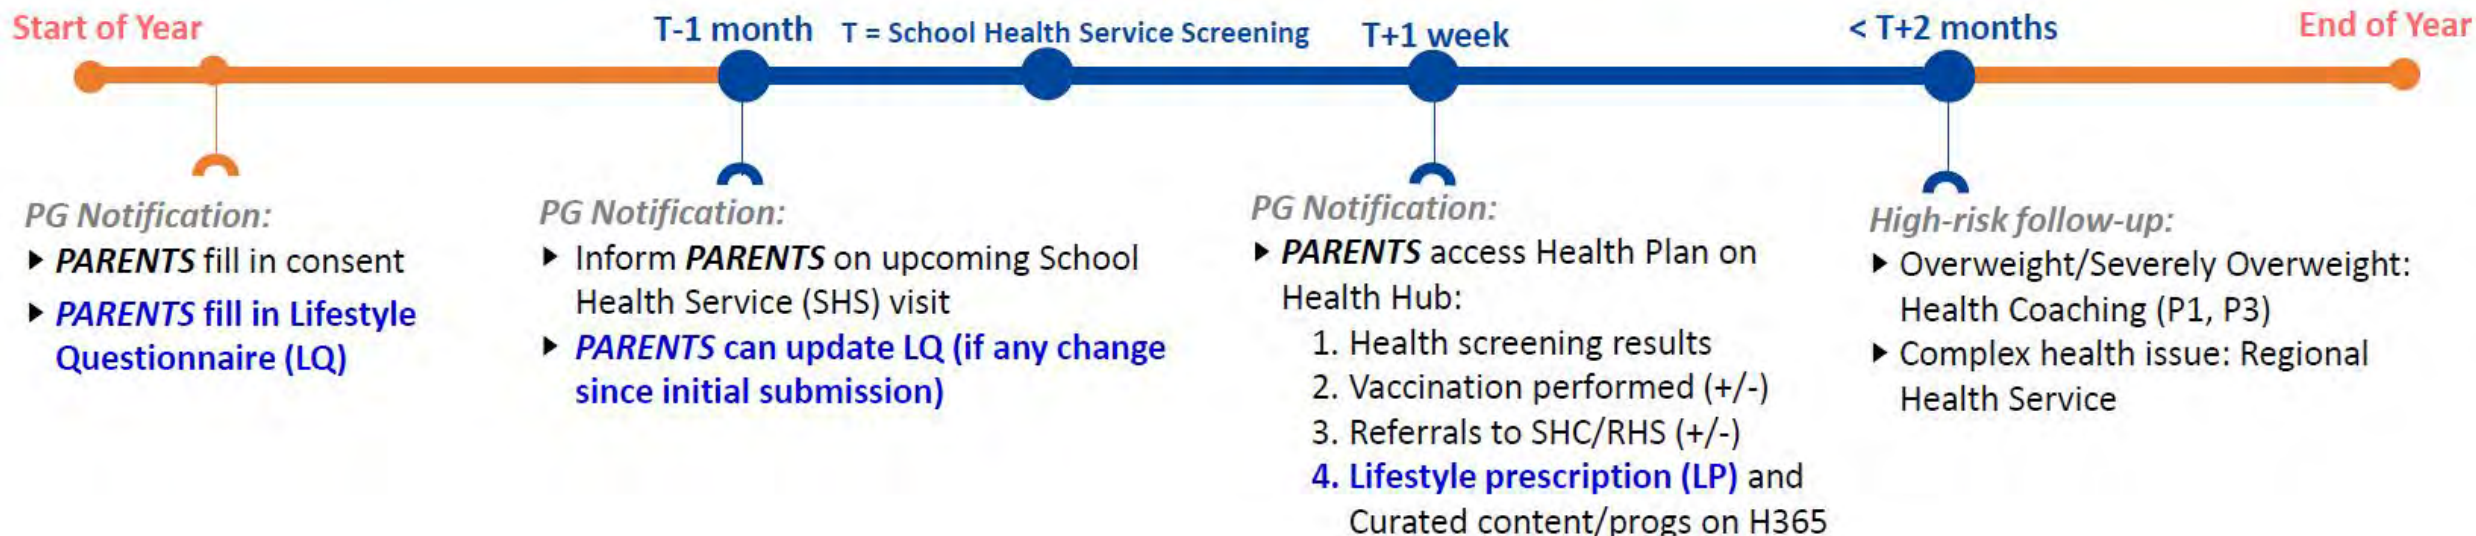 Start of Year
T-1 month
T = School Health Service Screening
T+1 week
< T+2 months
End of Year
PG Notification:
PARENTS fill in consent
PARENTS fill in Lifestyle
Questionnaire (LQ)
PG Notification:
Inform PARENTS on upcoming School
Health Service (SHS) visit
PARENTS can update LQ (if any change
since initial submission)
PG Notification:
PARENTS access Health Plan on
Health Hub:
1. Health screening results
2. Vaccination performed (+/-)
3. Referrals to SHC/RHS (+/-)
4. Lifestyle prescription (LP) and
Curated content/progs on H365
High-risk follow-up:
Overweight/Severely Overweight:
Health Coaching (P1, P3)
Complex health issue: Regional
Health Service